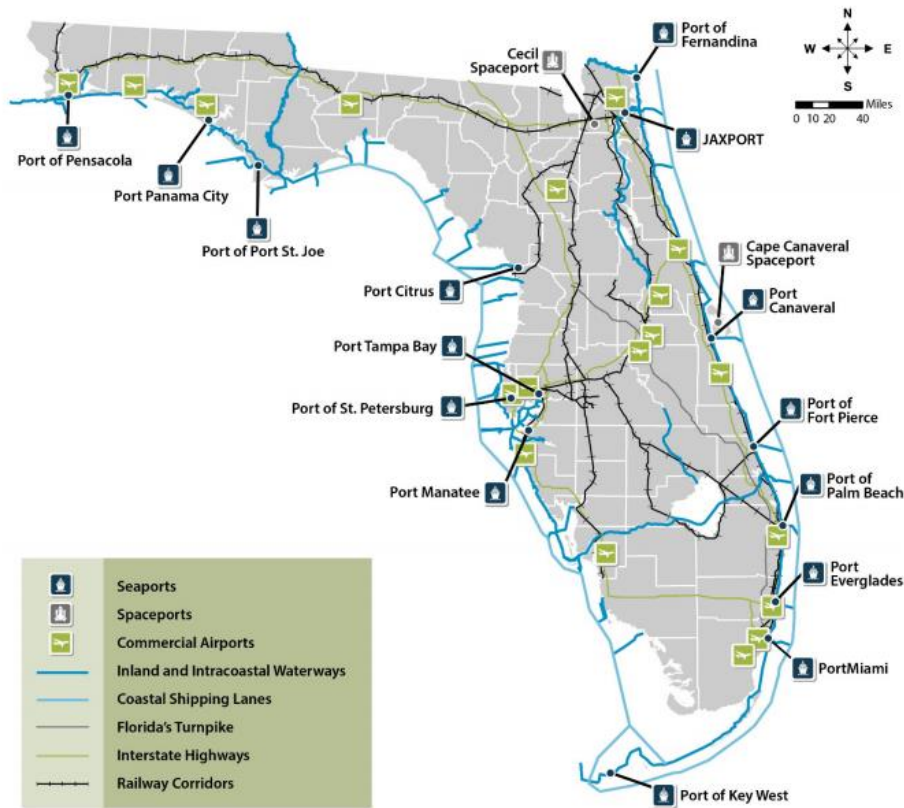 Port of
Fernandina
Cecil
Spaceport
N
W
E
S
Miles
0 10 20 40
JAXPORT
Port of Pensacola
Port Panama City
Port of Port St. Joe
Cape Canaveral
Spaceport
Port
Canaveral
Port Citrus
Port Tampa Bay
Port of St. Petersburg
Port of
Fort Pierce
Port Manatee
Port of
Palm Beach
Port
Everglades
PortMiami
Port of Key West
Seaports
Spaceports
Commercial Airports
Inland and Intracoastal Waterways
Coastal Shipping Lanes
Florida's Turnpike
Interstate Highways
Railway Corridors